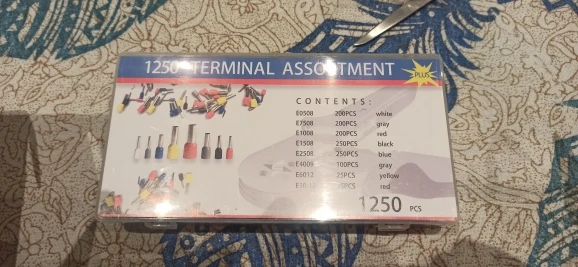 1250 TERMINAL ASSORTMENT
PLUS
CONTENTS:
E0508 200PCS white
E7508 200PCS gray
E1008 200PCS red
E1508 250PCS black
E2508 250PCS blue
E4009 100PCS gray
E6012 25PCS yellow
red
1250 PCS